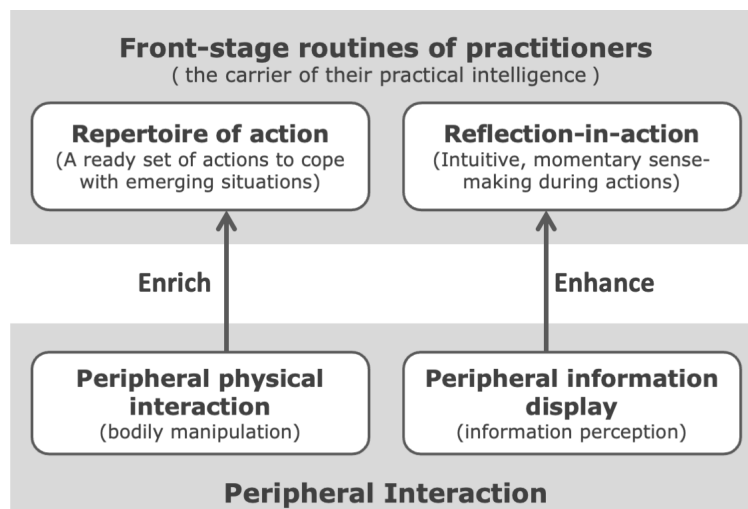 Front-stage routines of practitioners
( the carrier of their practical intelligence )
Repertoire of action
(A ready set of actions to cope
with emerging situations)
Reflection-in-action
(Intuitive, momentary sense-
making during actions)
Enrich
Enhance
Peripheral physical
interaction
(bodily manipulation)
Peripheral information
display
(information perception)
Peripheral Interaction